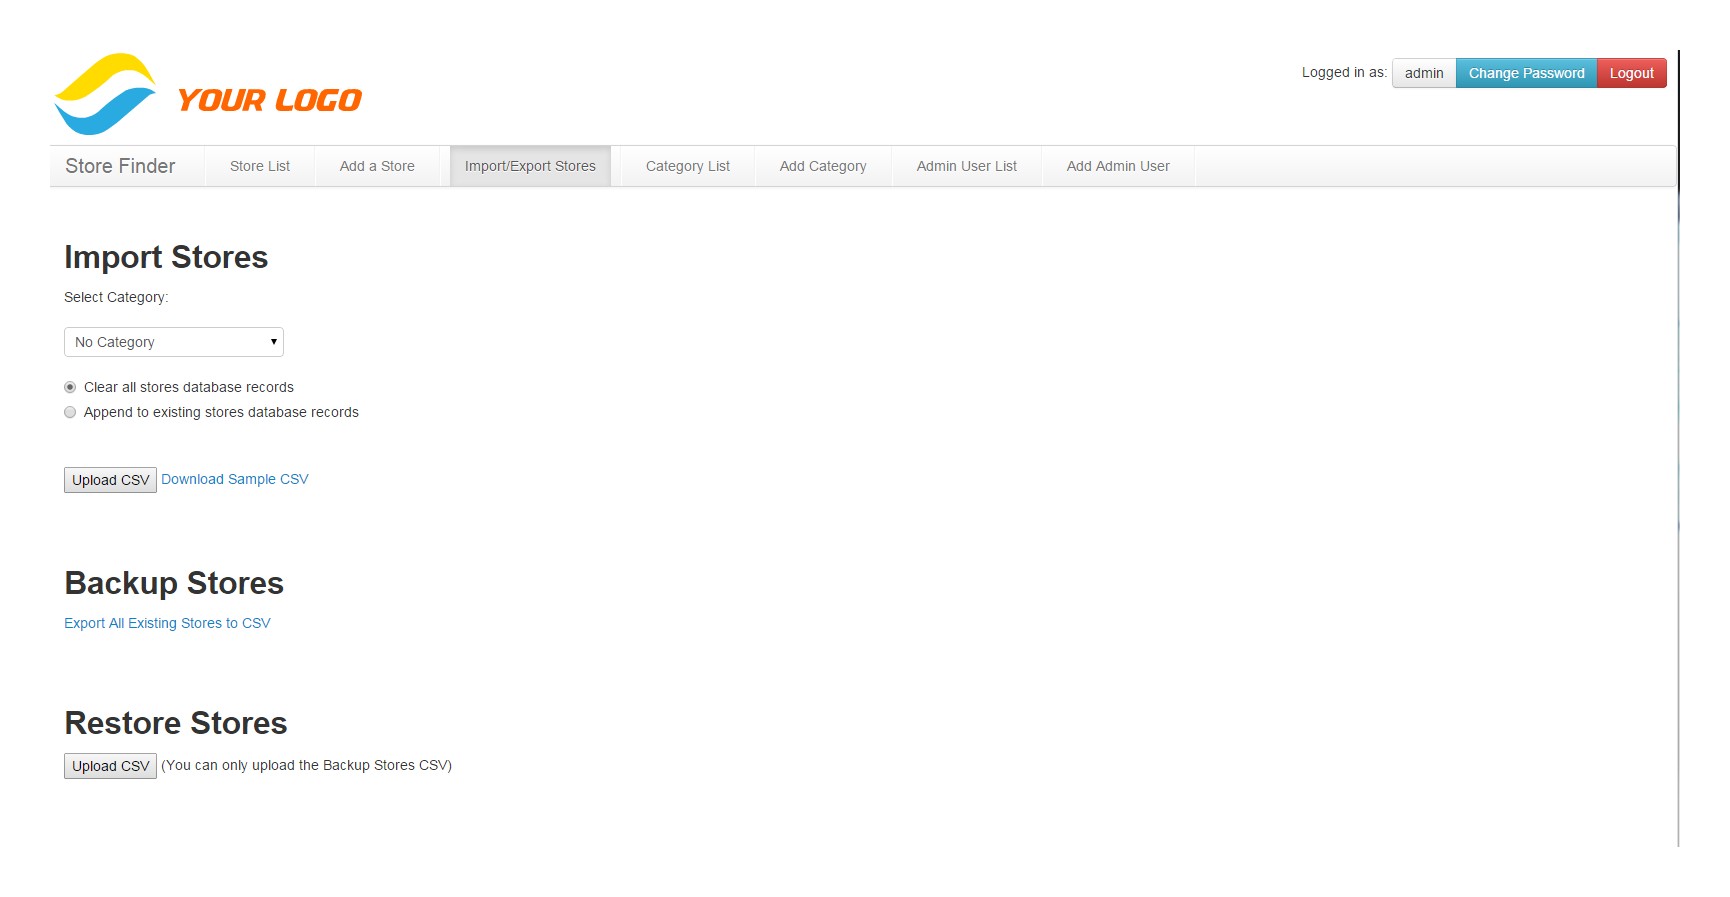 YOUR LOGO
Logged in as: admin Change Password Logout
Store Finder Store List Add a Store Import/Export Stores Category List Add Category Admin User List Add Admin User
Import Stores
Select Category:
No Category
Clear all stores database records
Append to existing stores database records
Upload CSV Download Sample CSV
Backup Stores
Export All Existing Stores to CSV
Restore Stores
Upload CSV (You can only upload the Backup Stores CSV)